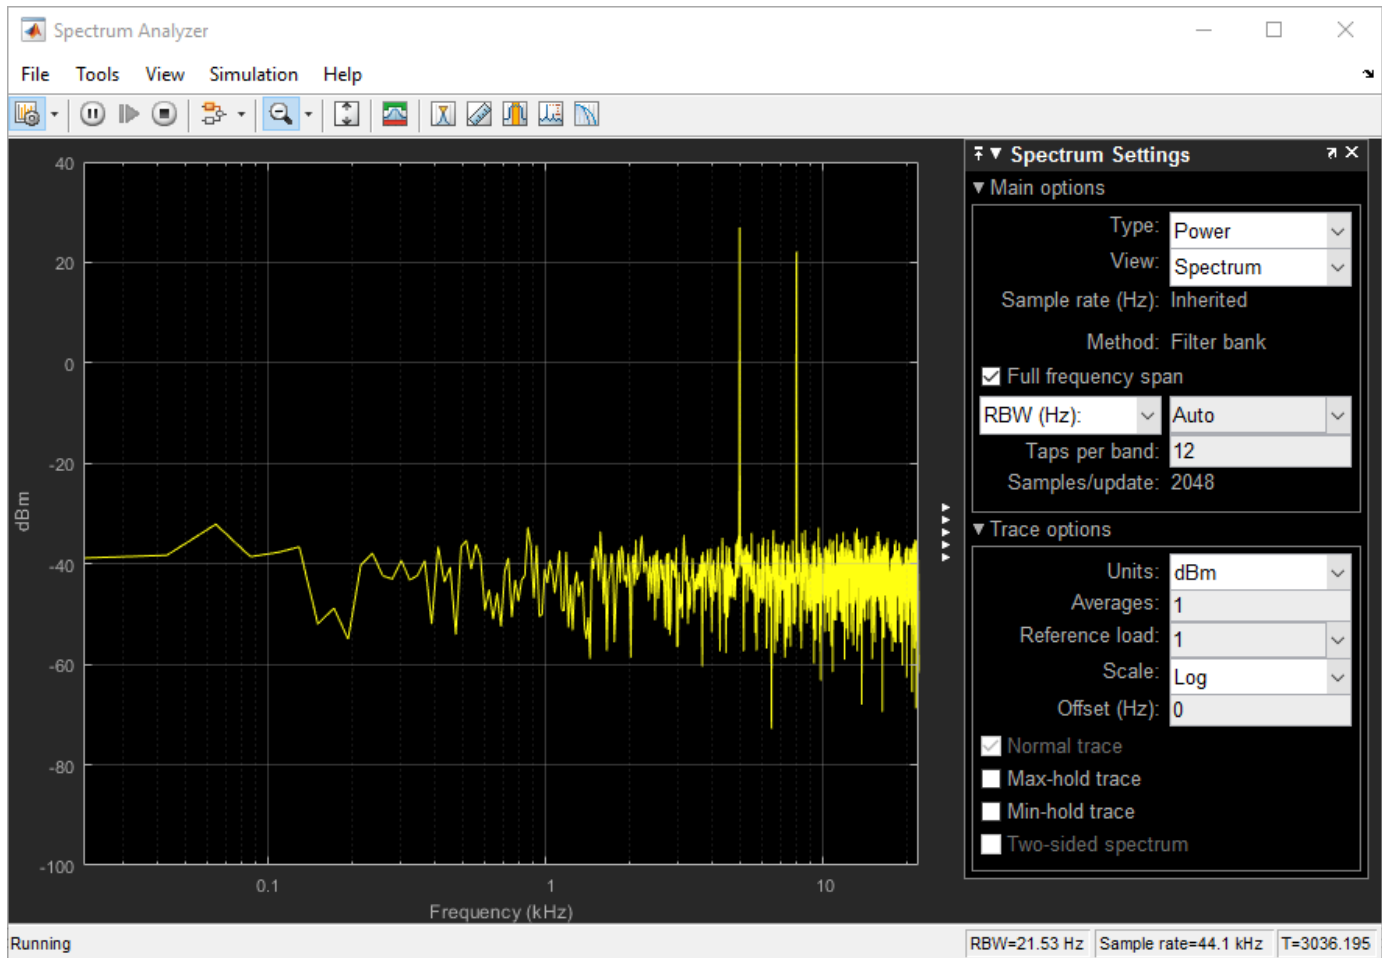 Spectrum Analyzer
File Tools View Simulation Help
Spectrum Settings
Main options
Type: Power
View: Spectrum
Sample rate (Hz): Inherited
Method: Filter bank
Full frequency span
RBW (Hz): Auto
Taps per band: 12
Samples/update: 2048
Trace options
Units: dBm
Averages: 1
Reference load: 1
Scale: Log
Offset (Hz): 0
Normal trace
Max-hold trace
Min-hold trace
Two-sided spectrum
40
20
0
-20
-40
-60
-80
-100
dBm
0.1 1 10
Frequency (kHz)
Running RBW=21.53 Hz Sample rate=44.1 kHz T=3036.195